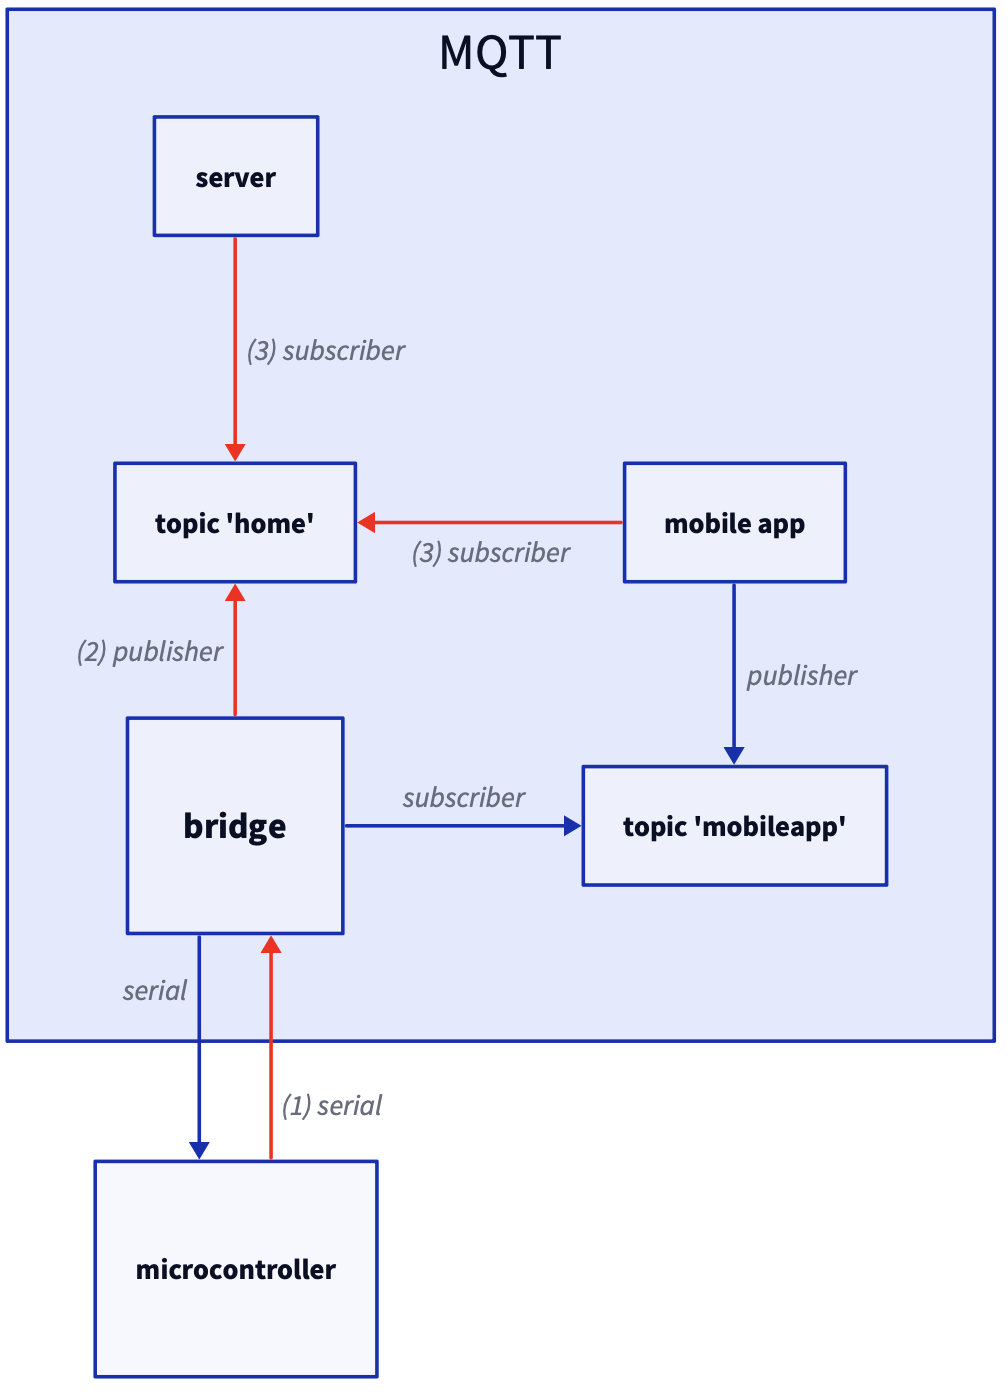 MQTT
server
(3) subscriber
topic 'home'
mobile app
(3) subscriber
(2) publisher
publisher
bridge
subscriber
topic 'mobileapp'
serial
(1) serial
microcontroller